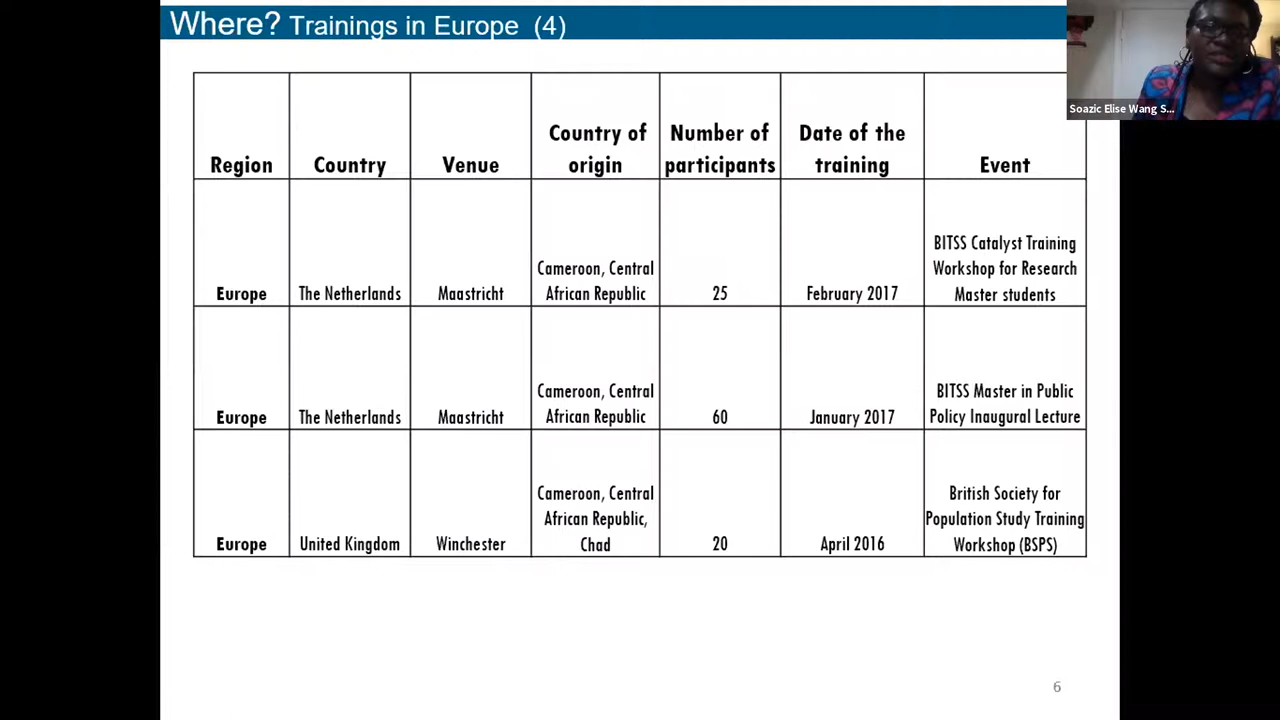 Where? Trainings in Europe (4)
Soazic Elise Wang S...
Region
Country
Venue
Country of
origin
Number of
participants
Date of the
training
Event
Europe
The Netherlands
Maastricht
Cameroon, Central
African Republic
25
February 2017
BITSS Catalyst Training
Workshop for Research
Master students
Europe
The Netherlands
Maastricht
Cameroon, Central
African Republic
60
January 2017
BITSS Master in Public
Policy Inaugural Lecture
Europe
United Kingdom
Winchester
Cameroon, Central
African Republic,
Chad
20
April 2016
British Society for
Population Study Training
Workshop (BSPS)
6